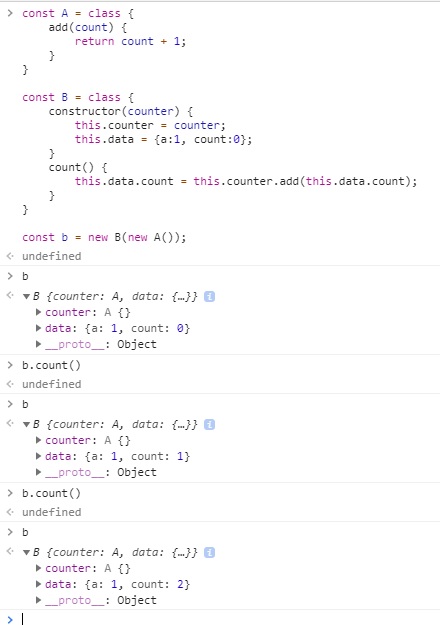 > const A = class {
add(count) {
return count + 1;
}
}
const B = class {
constructor(counter) {
this.counter = counter;
this.data = {a:1, count:0};
}
count() {
this.data.count = this.counter.add(this.data.count);
}
}
const b = new B(new A());
undefined
> b
▼B {counter: A, data: {…}} i
▶counter: A {}
▶data: {a: 1, count: 0}
▶__proto__: Object
> b.count()
undefined
> b
▼B {counter: A, data: {…}} i
▶counter: A {}
▶data: {a: 1, count: 1}
▶__proto__: Object
> b.count()
undefined
> b
▼B {counter: A, data: {…}} i
▶counter: A {}
▶data: {a: 1, count: 2}
▶__proto__: Object
>